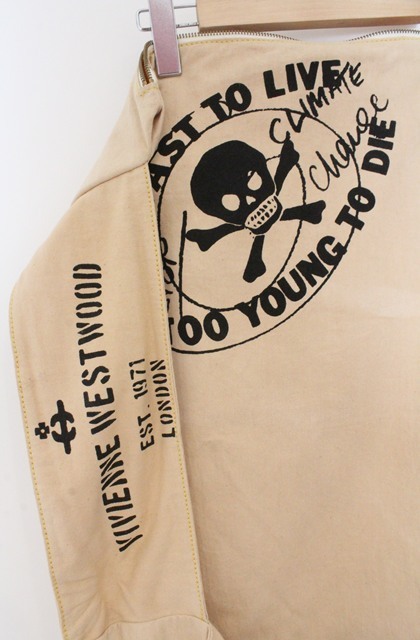 AST TO LIVE
CLIMATE
change
TOO YOUNG TO DIE
VIVIENNE WESTWOOD
EST. 1971
LONDON